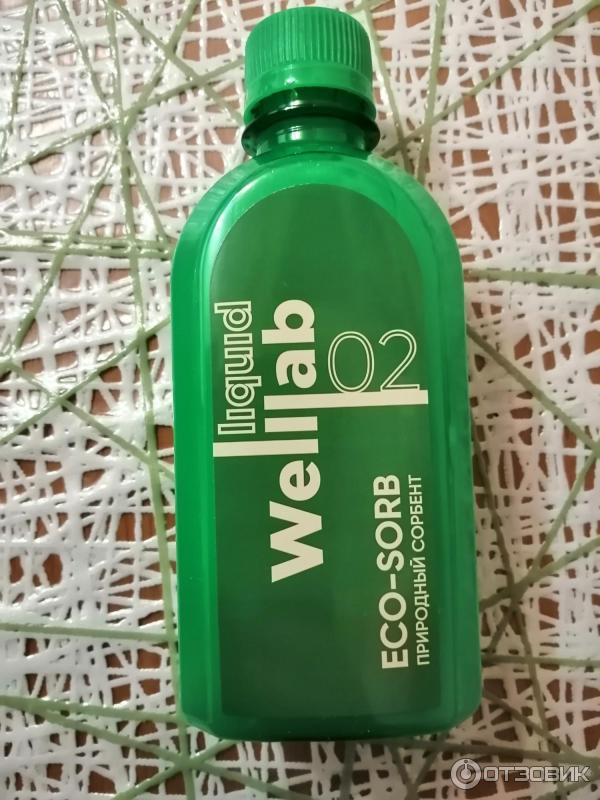 liquid
Welllab
02
ECO-SORB
ПРИРОДНЫЙ СОРБЕНТ
ОТЗОВИК